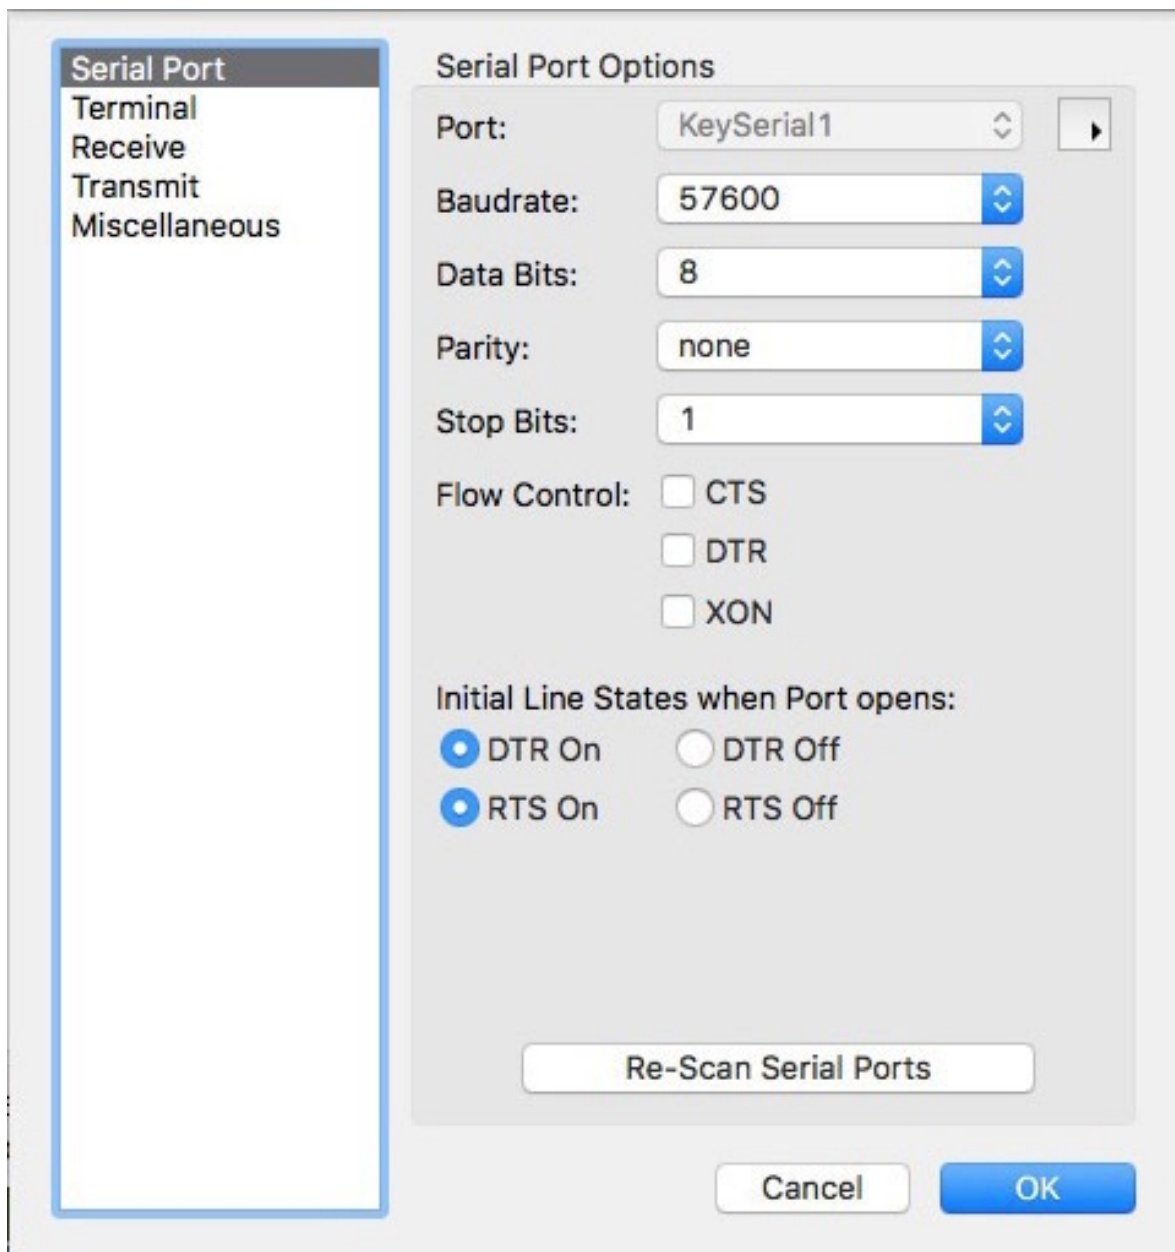 Serial Port
Terminal
Receive
Transmit
Miscellaneous
Serial Port Options
Port: KeySerial1
Baudrate: 57600
Data Bits: 8
Parity: none
Stop Bits: 1
Flow Control: CTS
DTR
XON
Initial Line States when Port opens:
DTR On DTR Off
RTS On RTS Off
Re-Scan Serial Ports
Cancel OK